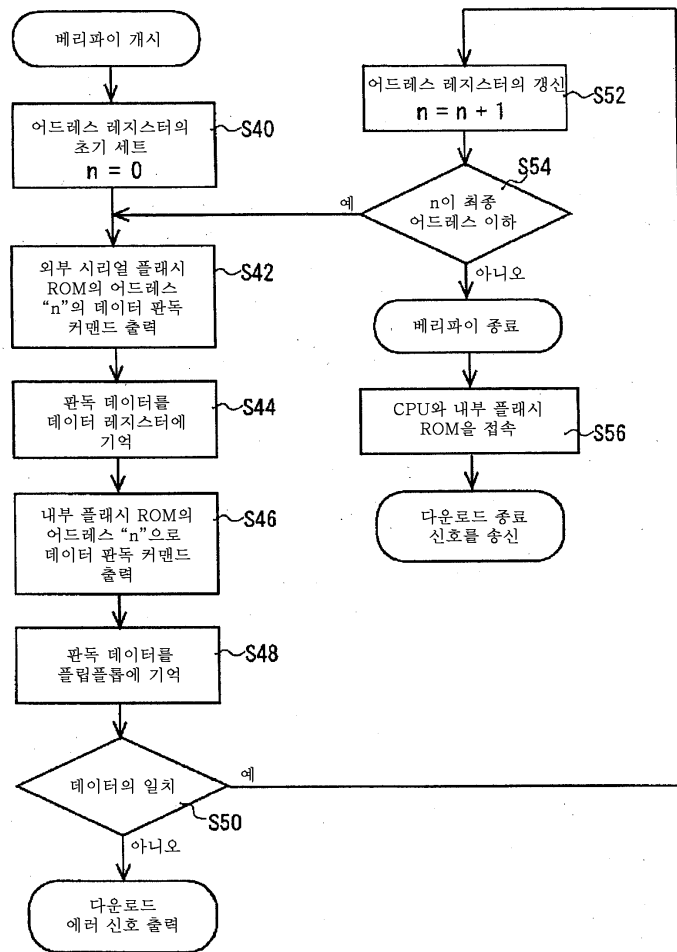 베리파이 개시
어드레스 레지스터의
초기 세트
n = 0
S40
외부 시리얼 플래시
ROM의 어드레스
“n”의 데이터 판독
커맨드 출력
S42
판독 데이터를
데이터 레지스터에
기억
S44
내부 플래시 ROM의
어드레스 “n”으로
데이터 판독 커맨드
출력
S46
판독 데이터를
플립플롭에 기억
S48
데이터의 일치
S50
예
아니오
다운로드
에러 신호 출력
어드레스 레지스터의 갱신
n = n + 1
S52
n이 최종
어드레스 이하
S54
예
아니오
베리파이 종료
CPU와 내부 플래시
ROM을 접속
S56
다운로드 종료
신호를 송신